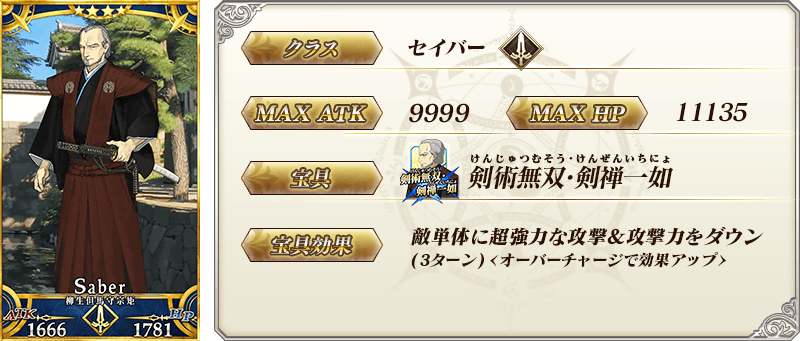 Saber
柳生但馬守宗矩
ATK
HP
1666
1781
クラス
セイバー
MAX ATK
9999
MAX HP
11135
宝具
剣術無双・
剣禅一如
けんじゅつむそう・けんぜんいちにょ
剣術無双・剣禅一如
宝具効果
敵単体に超強力な攻撃&攻撃力をダウン
(3ターン)<オーバーチャージで効果アップ>